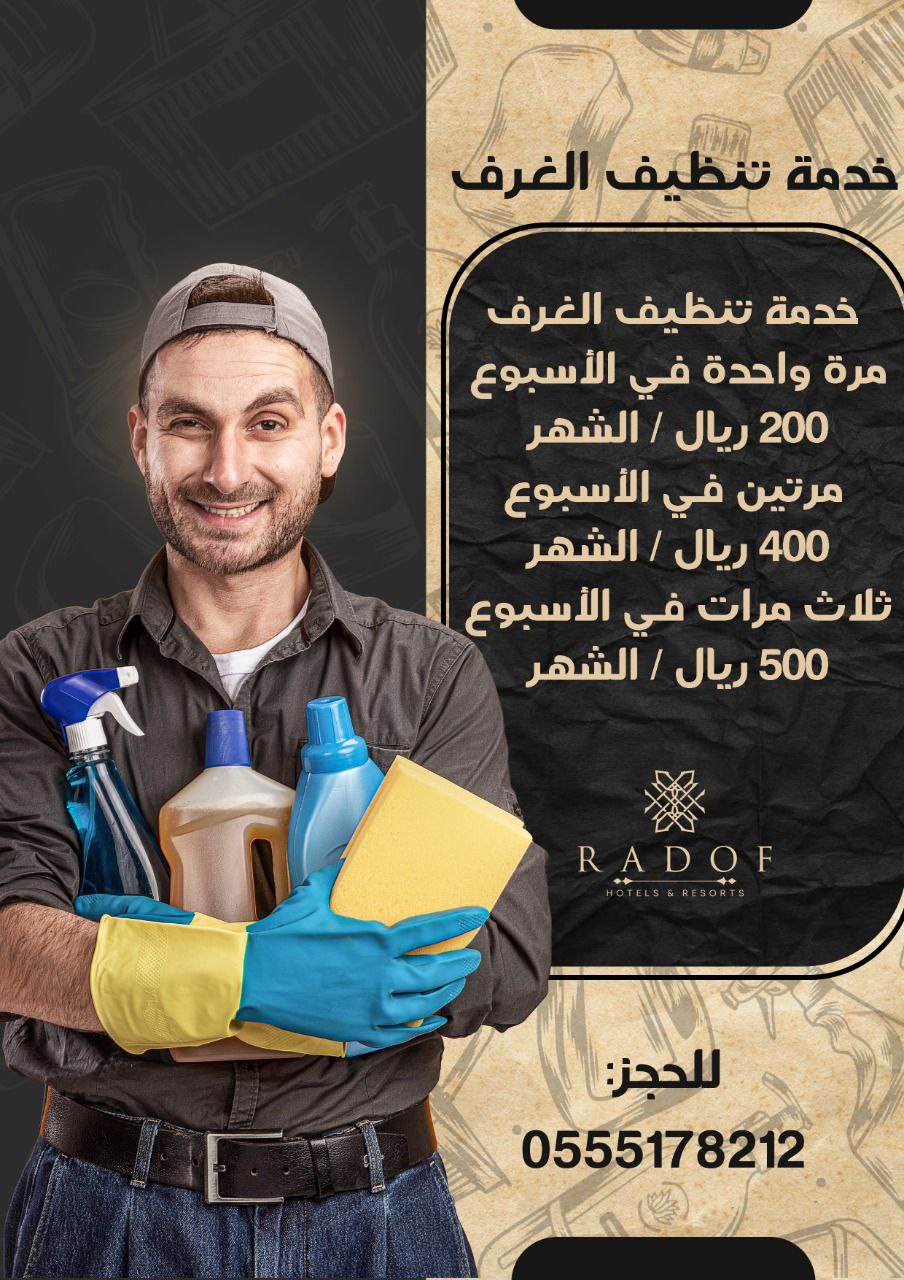 خدمة تنظيف الغرف
خدمة تنظيف الغرف
مرة واحدة في الأسبوع
200 ريال / الشهر
مرتين في الأسبوع
400 ريال / الشهر
ثلاث مرات في الأسبوع
500 ريال / الشهر
RADOF
HOTELS & RESORTS
للحجز:
0555178212